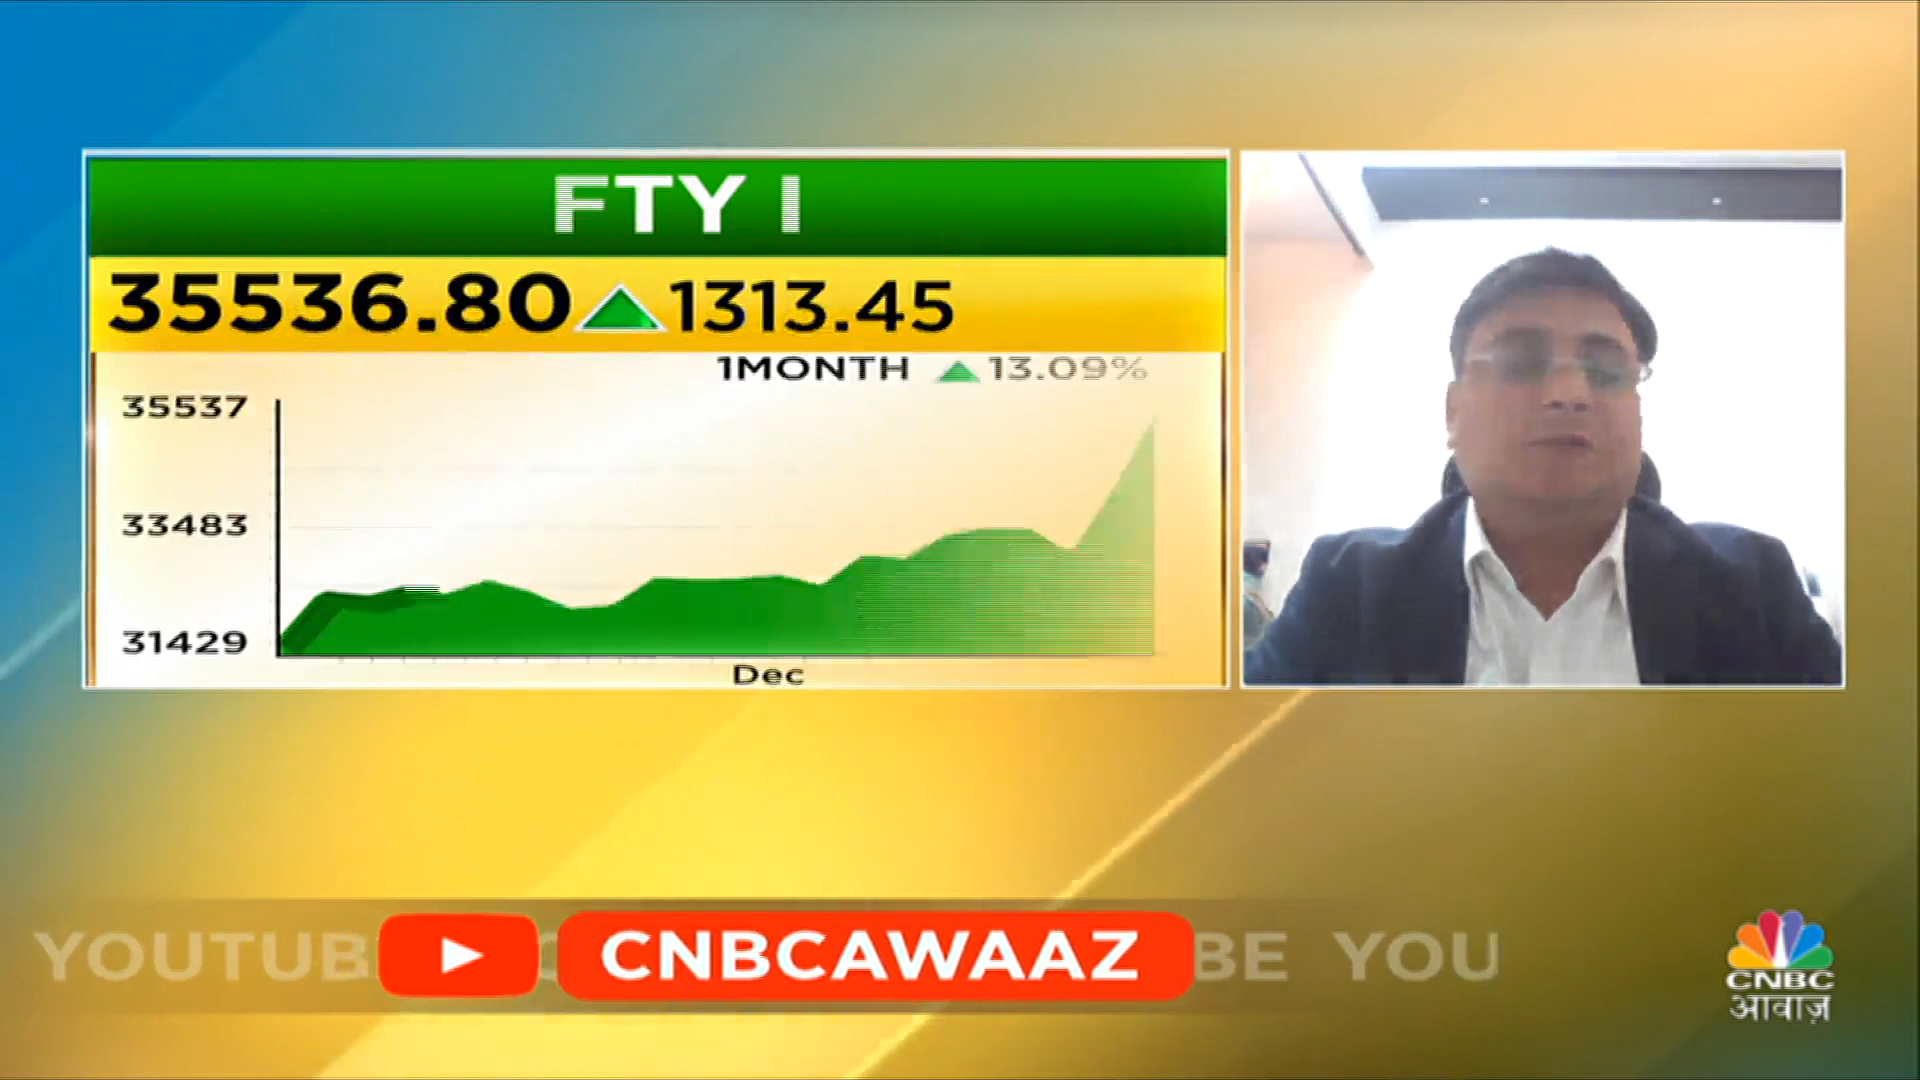 FTY I
35536.80 1313.45
1MONTH 13.09%
35537
33483
31429
Dec
YOUTUB CNBCAWAAZ BE YOU
CNBC
आवाज़